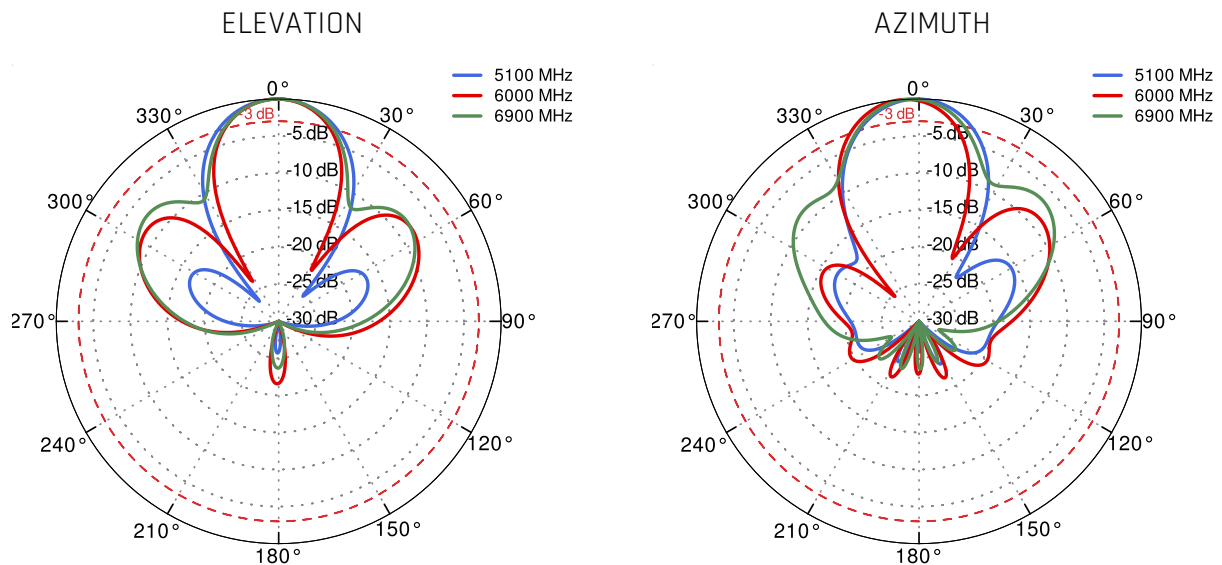 ELEVATION
5100 MHz
6000 MHz
6900 MHz
0°
330°
30°
-3 dB
-5 dB
-10 dB
300°
60°
-15 dB
-20 dB
-25 dB
270°
-30 dB
90°
240°
120°
210°
150°
180°
AZIMUTH
5100 MHz
6000 MHz
6900 MHz
0°
330°
30°
-3 dB
-5 dB
-10 dB
300°
60°
-15 dB
-20 dB
-25 dB
270°
-30 dB
90°
240°
120°
210°
150°
180°